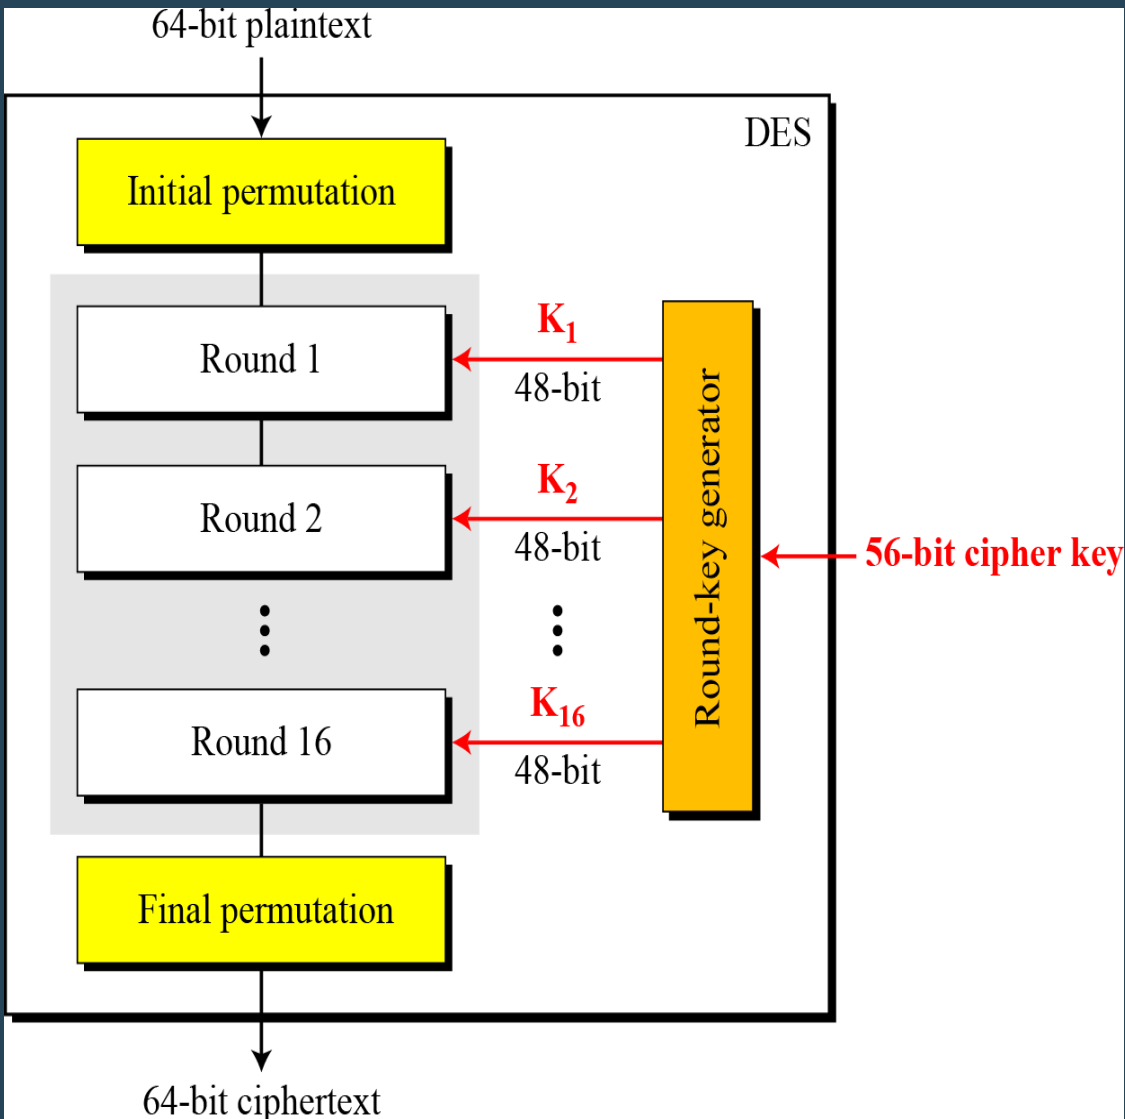 64-bit plaintext
DES
Initial permutation
Round 1
K1
48-bit
Round 2
K2
48-bit
Round-key generator
56-bit cipher key
Round 16
K16
48-bit
Final permutation
64-bit ciphertext